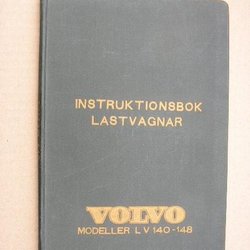 INSTRUKTIONSBOK
LASTVAGNAR
VOLVO
MODELLER LV 140-148